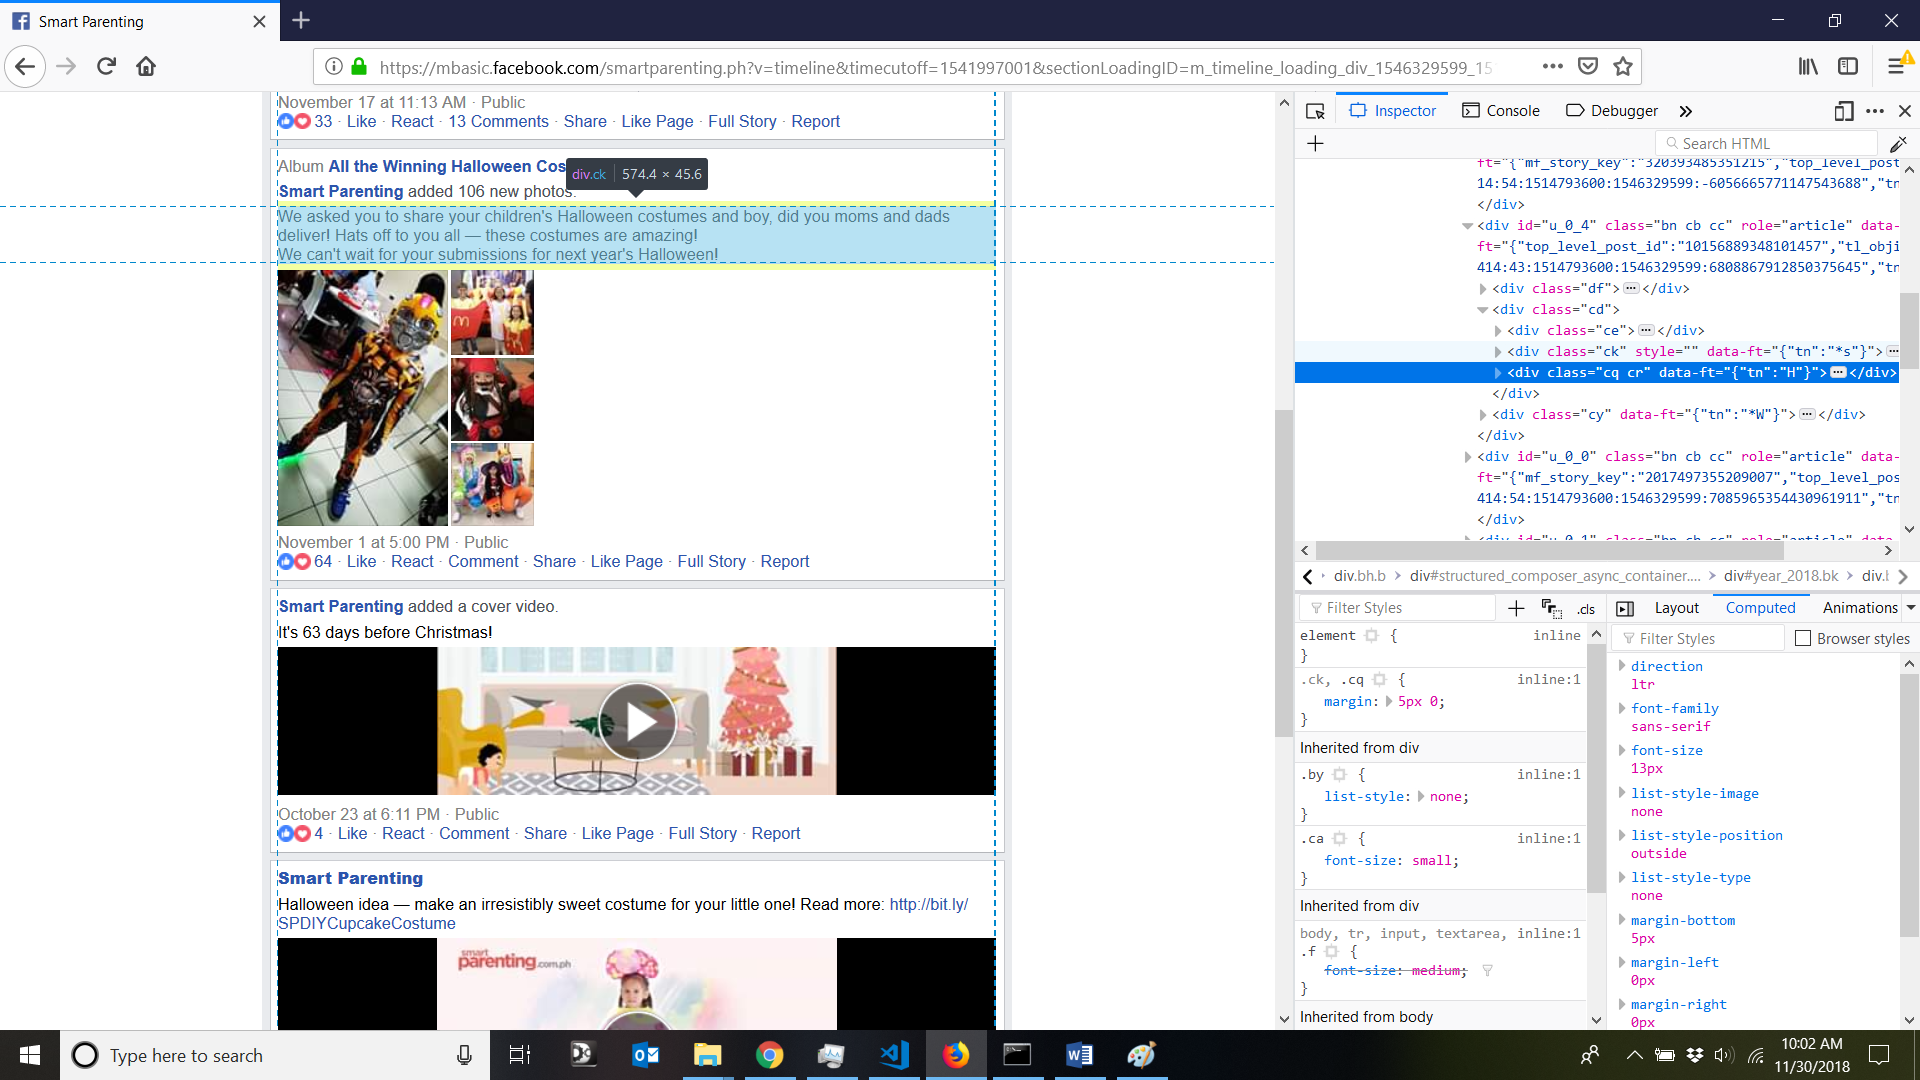 Smart Parenting
https://mbasic.facebook.com/smartparenting.ph?v=timeline&timecutoff=1541997001&sectionLoadingID=m_timeline_loading_div_1546329599_15
November 17 at 11:13 AM · Public
33 · Like · React · 13 Comments · Share · Like Page · Full Story · Report
Album All the Winning Halloween Cos
div.ck 574.4 × 45.6
Smart Parenting added 106 new photos.
We asked you to share your children's Halloween costumes and boy, did you moms and dads
deliver! Hats off to you all — these costumes are amazing!
We can't wait for your submissions for next year's Halloween!
November 1 at 5:00 PM · Public
64 · Like · React · Comment · Share · Like Page · Full Story · Report
Smart Parenting added a cover video.
It's 63 days before Christmas!
October 23 at 6:11 PM · Public
4 · Like · React · Comment · Share · Like Page · Full Story · Report
Smart Parenting
Halloween idea — make an irresistibly sweet costume for your little one! Read more: http://bit.ly/
SPDIYCupcakeCostume
smart
parenting.com.ph
Inspector Console Debugger
Search HTML
ft="{"mf_story_key":"320393485351215","top_level_post
14:54:1514793600:1546329599:-6056665771147543688","tn
</div>
<div id="u_0_4" class="bn cb cc" role="article" data-
ft="{"top_level_post_id":"10156889348101457","tl_obj
414:43:1514793600:1546329599:6808867912850375645","tn
<div class="df"> </div>
<div class="cd">
<div class="ce"> </div>
<div class="ck" style="" data-ft="{"tn":"*s"}">
<div class="cq cr" data-ft="{"tn":"H"}"> </div>
</div>
<div class="cy" data-ft="{"tn":"*W"}"> </div>
</div>
<div id="u_0_0" class="bn cb cc" role="article" data-
ft="{"mf_story_key":"2017497355209007","top_level_pos
414:54:1514793600:1546329599:7085965354430961911","tn
</div>
<div id="u_0_1" class="bn cb cc" role="article" data-
div.bh.b div#structured_composer_async_container.... div#year_2018.bk div.
Filter Styles .cls
element { inline
}
.ck, .cq { inline:1
margin: 5px 0;
}
Inherited from div
.by { inline:1
list-style: none;
}
.ca { inline:1
font-size: small;
}
Inherited from div
body, tr, input, textarea, inline:1
.f {
font-size: medium;
}
Inherited from body
Layout Computed Animations
Filter Styles Browser styles
direction
ltr
font-family
sans-serif
font-size
13px
list-style-image
none
list-style-position
outside
list-style-type
none
margin-bottom
5px
margin-left
0px
margin-right
0px
Type here to search
10:02 AM
11/30/2018